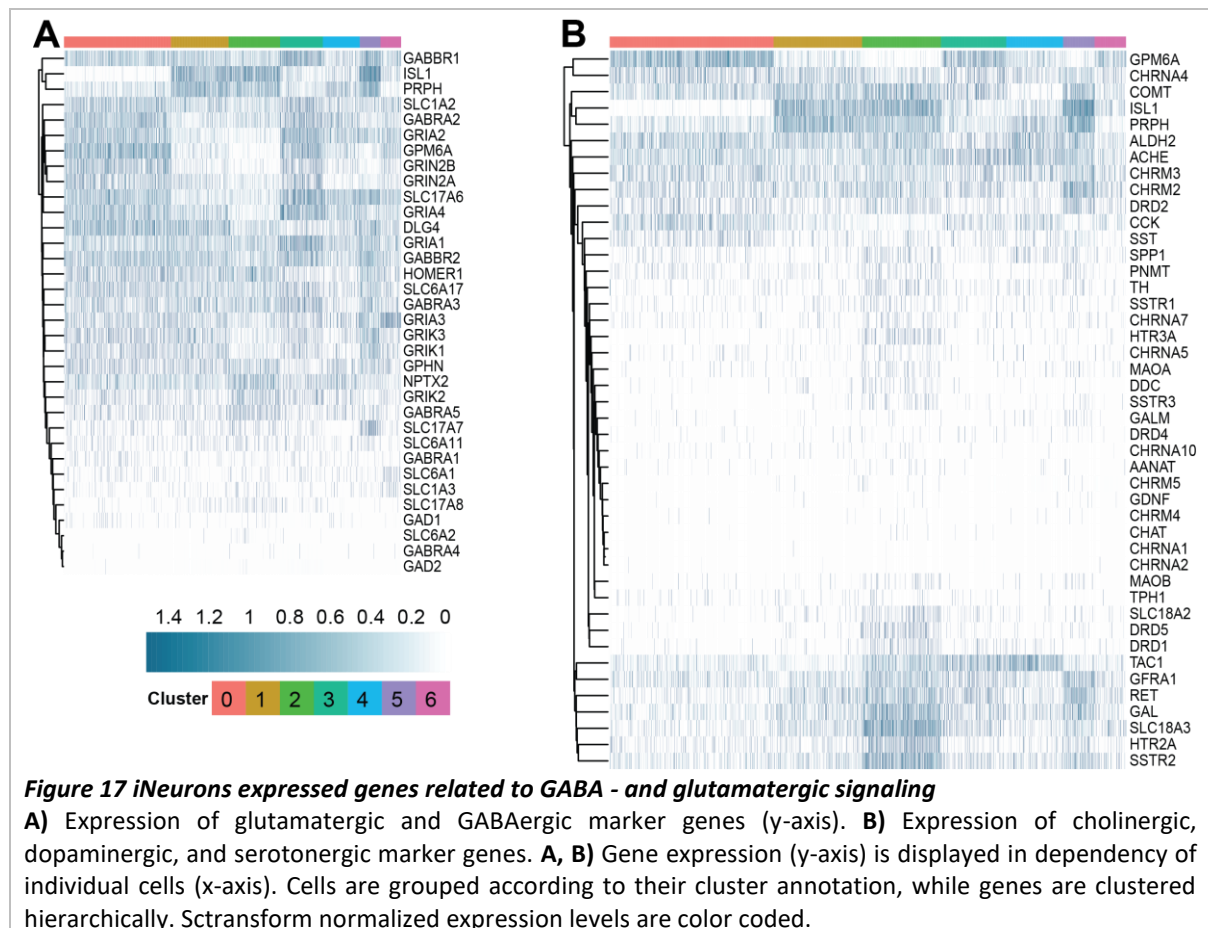 A
GABBR1
ISL1
PRPH
SLC1A2
GABRA2
GRIA2
GPM6A
GRIN2B
GRIN2A
SLC17A6
GRIA4
DLG4
GRIA1
GABBR2
HOMER1
SLC6A17
GABRA3
GRIA3
GRIK3
GRIK1
GPHN
NPTX2
GRIK2
GABRA5
SLC17A7
SLC6A11
GABRA1
SLC6A1
SLC1A3
SLC17A8
GAD1
SLC6A2
GABRA4
GAD2
1.4 1.2 1 0.8 0.6 0.4 0.2 0
Cluster 0 1 2 3 4 5 6
B
GPM6A
CHRNA4
COMT
ISL1
PRPH
ALDH2
ACHE
CHRM3
CHRM2
DRD2
CCK
SST
SPP1
PNMT
TH
SSTR1
CHRNA7
HTR3A
CHRNA5
MAOA
DDC
SSTR3
GALM
DRD4
CHRNA10
AANAT
CHRM5
GDNF
CHRM4
CHAT
CHRNA1
CHRNA2
MAOB
TPH1
SLC18A2
DRD5
DRD1
TAC1
GFRA1
RET
GAL
SLC18A3
HTR2A
SSTR2
Figure 17 iNeurons expressed genes related to GABA - and glutamatergic signaling
A) Expression of glutamatergic and GABAergic marker genes (y-axis). B) Expression of cholinergic,
dopaminergic, and serotonergic marker genes. A, B) Gene expression (y-axis) is displayed in dependency of
individual cells (x-axis). Cells are grouped according to their cluster annotation, while genes are clustered
hierarchically. Sctransform normalized expression levels are color coded.